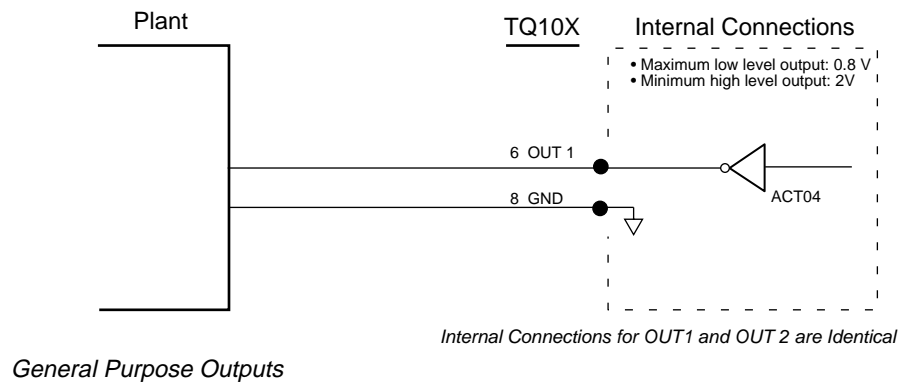 Plant
TQ10X
Internal Connections
• Maximum low level output: 0.8 V
• Minimum high level output: 2V
6 OUT 1
ACT04
8 GND
Internal Connections for OUT1 and OUT 2 are Identical
General Purpose Outputs